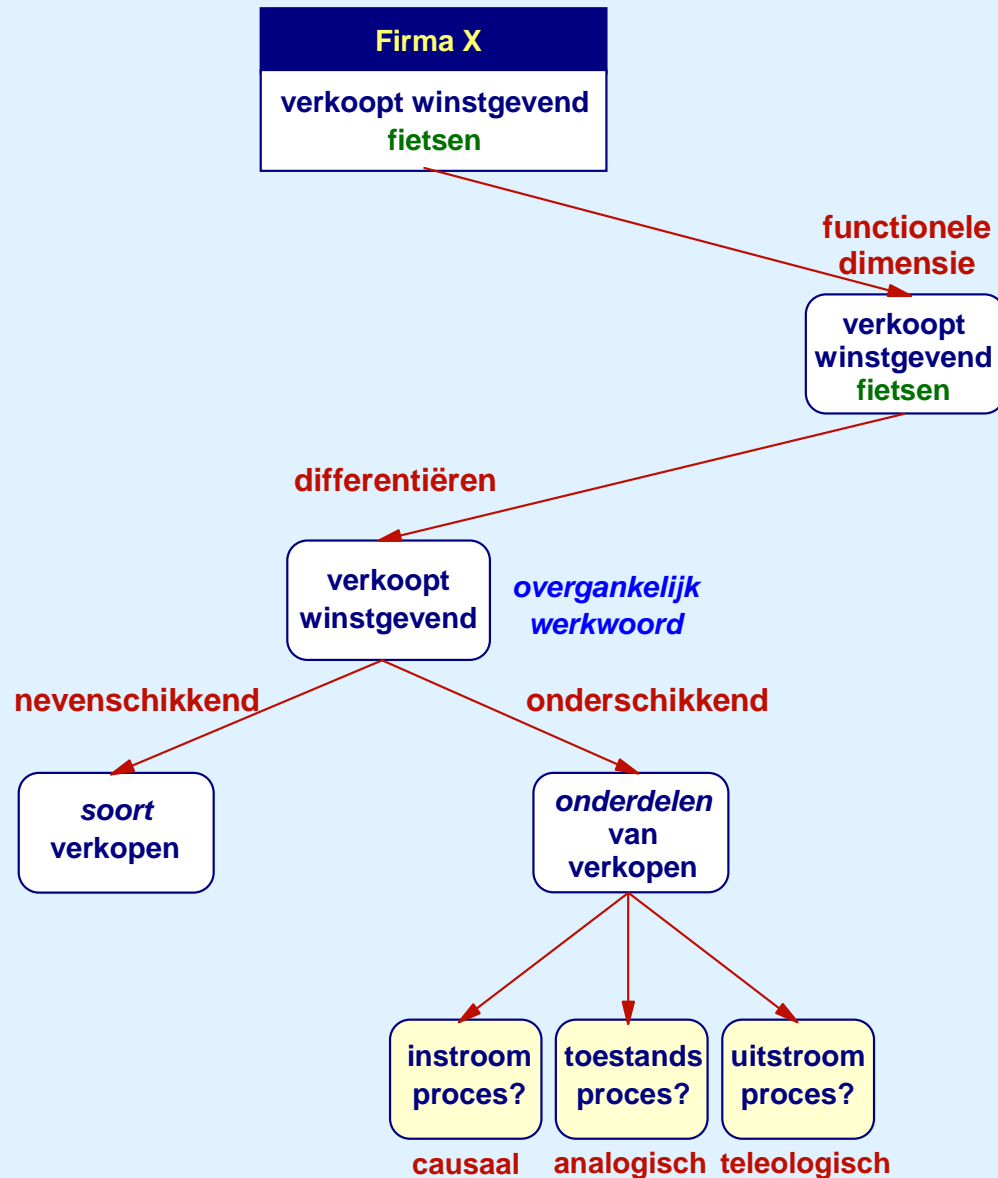 Firma X
verkoopt winstgevend
fietsen
functionele
dimensie
verkoopt
winstgevend
fietsen
differentiëren
verkoopt
winstgevend
overgankelijk
werkwoord
nevenschikkend
onderschikkend
soort
verkopen
onderdelen
van
verkopen
instroom
proces?
toestands
proces?
uitstroom
proces?
causaal
analogisch
teleologisch